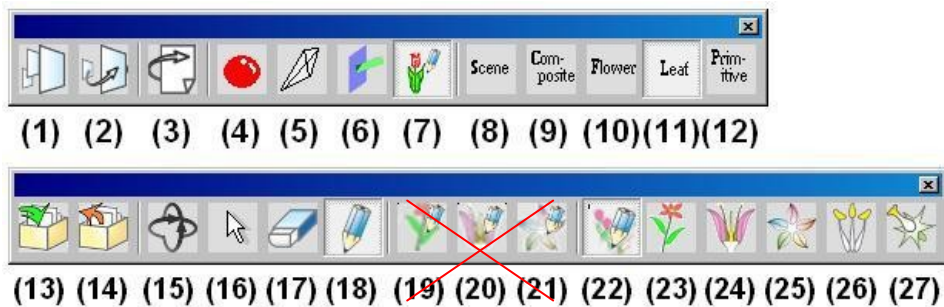 Scene Com-posite Flower Leaf Prim-itive
(1) (2) (3) (4) (5) (6) (7) (8) (9) (10) (11) (12)
(13) (14) (15) (16) (17) (18) (19) (20) (21) (22) (23) (24) (25) (26) (27)